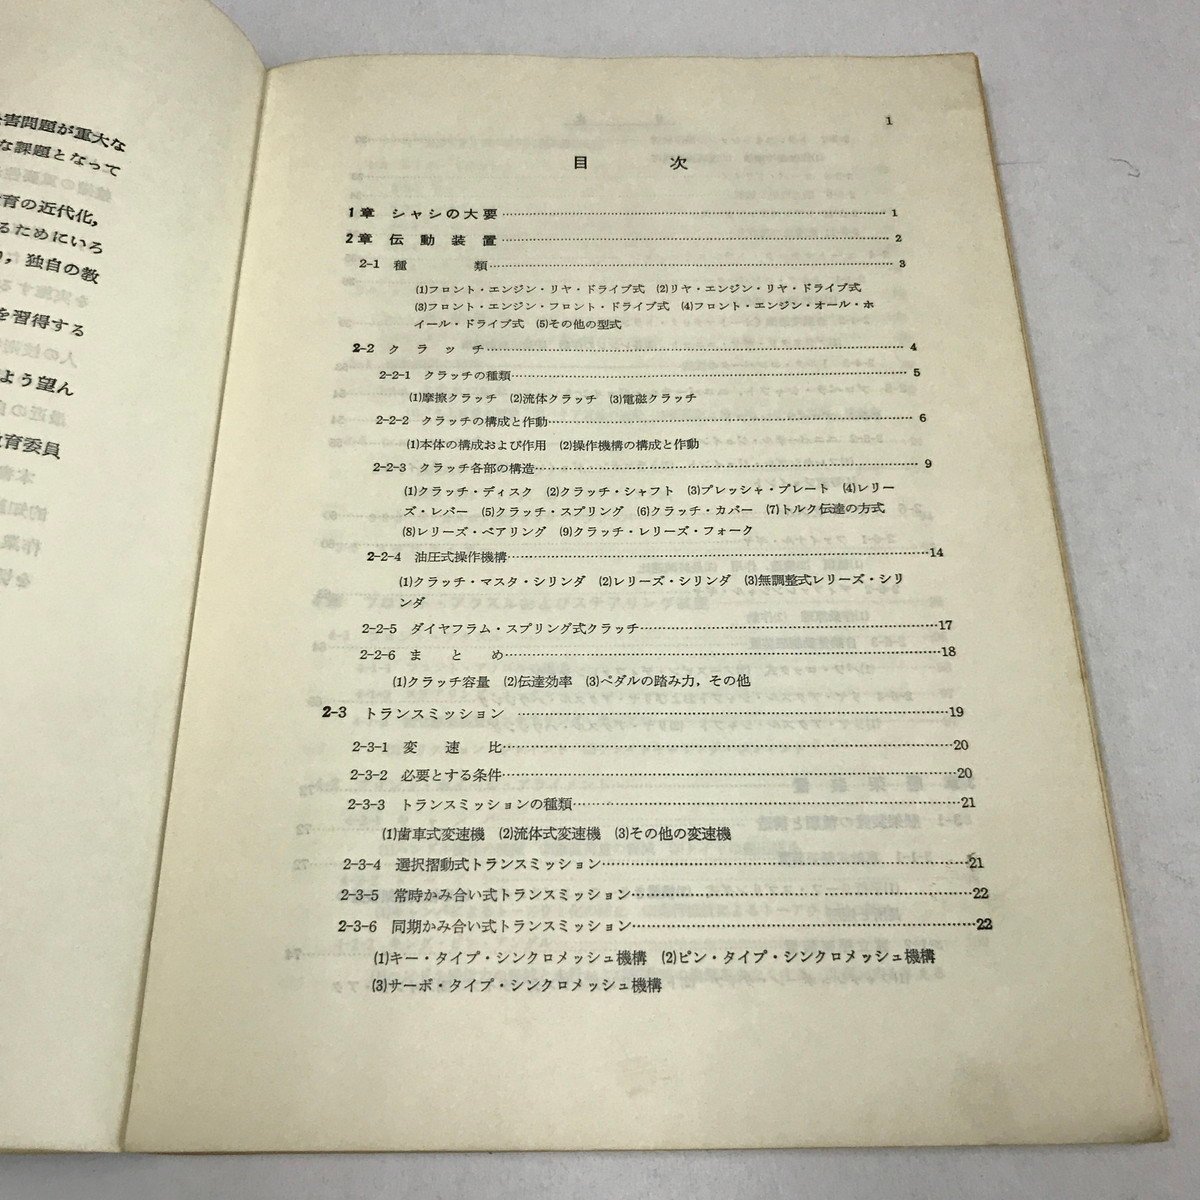 害問題が重大な
な課題となって
育の近代化，
るためにいろ
，独自の教
を習得する
よう望ん
教育委員
1
目 次
1章 シャシの大要……1
2章 伝動装置……2
2-1 種 類……3
(1)フロント・エンジン・リヤ・ドライブ式 (2)リヤ・エンジン・リヤ・ドライブ式
(3)フロント・エンジン・フロント・ドライブ式 (4)フロント・エンジン・オール・ホ
イール・ドライブ式 (5)その他の型式
2-2 クラッチ……4
2-2-1 クラッチの種類……5
(1)摩擦クラッチ (2)流体クラッチ (3)電磁クラッチ
2-2-2 クラッチの構成と作動……6
(1)本体の構成および作用 (2)操作機構の構成と作動
2-2-3 クラッチ各部の構造……9
(1)クラッチ・ディスク (2)クラッチ・シャフト (3)プレッシャ・プレート (4)レリー
ズ・レバー (5)クラッチ・スプリング (6)クラッチ・カバー (7)トルク伝達の方式
(8)レリーズ・ベアリング (9)クラッチ・レリーズ・フォーク
2-2-4 油圧式操作機構……14
(1)クラッチ・マスタ・シリンダ (2)レリーズ・シリンダ (3)無調整式レリーズ・シリ
ンダ
2-2-5 ダイヤフラム・スプリング式クラッチ……17
2-2-6 まとめ……18
(1)クラッチ容量 (2)伝達効率 (3)ペダルの踏み力，その他
2-3 トランスミッション……19
2-3-1 変速比……20
2-3-2 必要とする条件……20
2-3-3 トランスミッションの種類……21
(1)歯車式変速機 (2)流体式変速機 (3)その他の変速機
2-3-4 選択摺動式トランスミッション……21
2-3-5 常時かみ合い式トランスミッション……22
2-3-6 同期かみ合い式トランスミッション……22
(1)キー・タイプ・シンクロメッシュ機構 (2)ピン・タイプ・シンクロメッシュ機構
(3)サーボ・タイプ・シンクロメッシュ機構